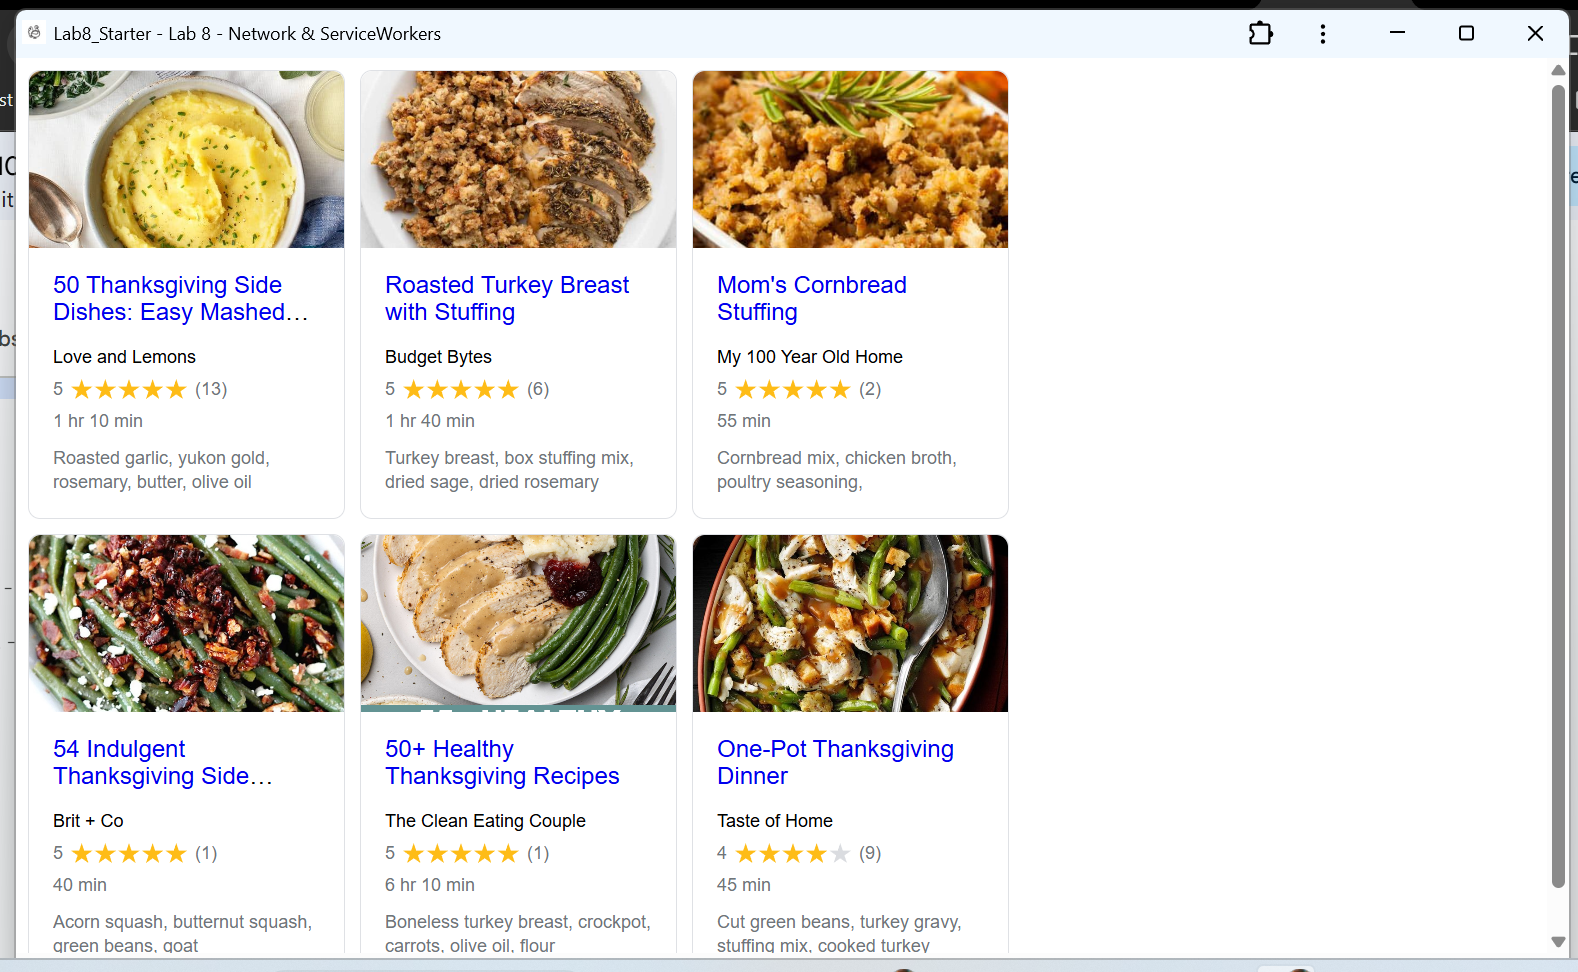 Lab8_Starter - Lab 8 - Network & ServiceWorkers
50 Thanksgiving Side
Dishes: Easy Mashed…
Love and Lemons
5 (13)
1 hr 10 min
Roasted garlic, yukon gold,
rosemary, butter, olive oil
Roasted Turkey Breast
with Stuffing
Budget Bytes
5 (6)
1 hr 40 min
Turkey breast, box stuffing mix,
dried sage, dried rosemary
Mom's Cornbread
Stuffing
My 100 Year Old Home
5 (2)
55 min
Cornbread mix, chicken broth,
poultry seasoning,
54 Indulgent
Thanksgiving Side…
Brit + Co
5 (1)
40 min
Acorn squash, butternut squash,
green beans, goat
50+ Healthy
Thanksgiving Recipes
The Clean Eating Couple
5 (1)
6 hr 10 min
Boneless turkey breast, crockpot,
carrots, olive oil, flour
One-Pot Thanksgiving
Dinner
Taste of Home
4 (9)
45 min
Cut green beans, turkey gravy,
stuffing mix, cooked turkey